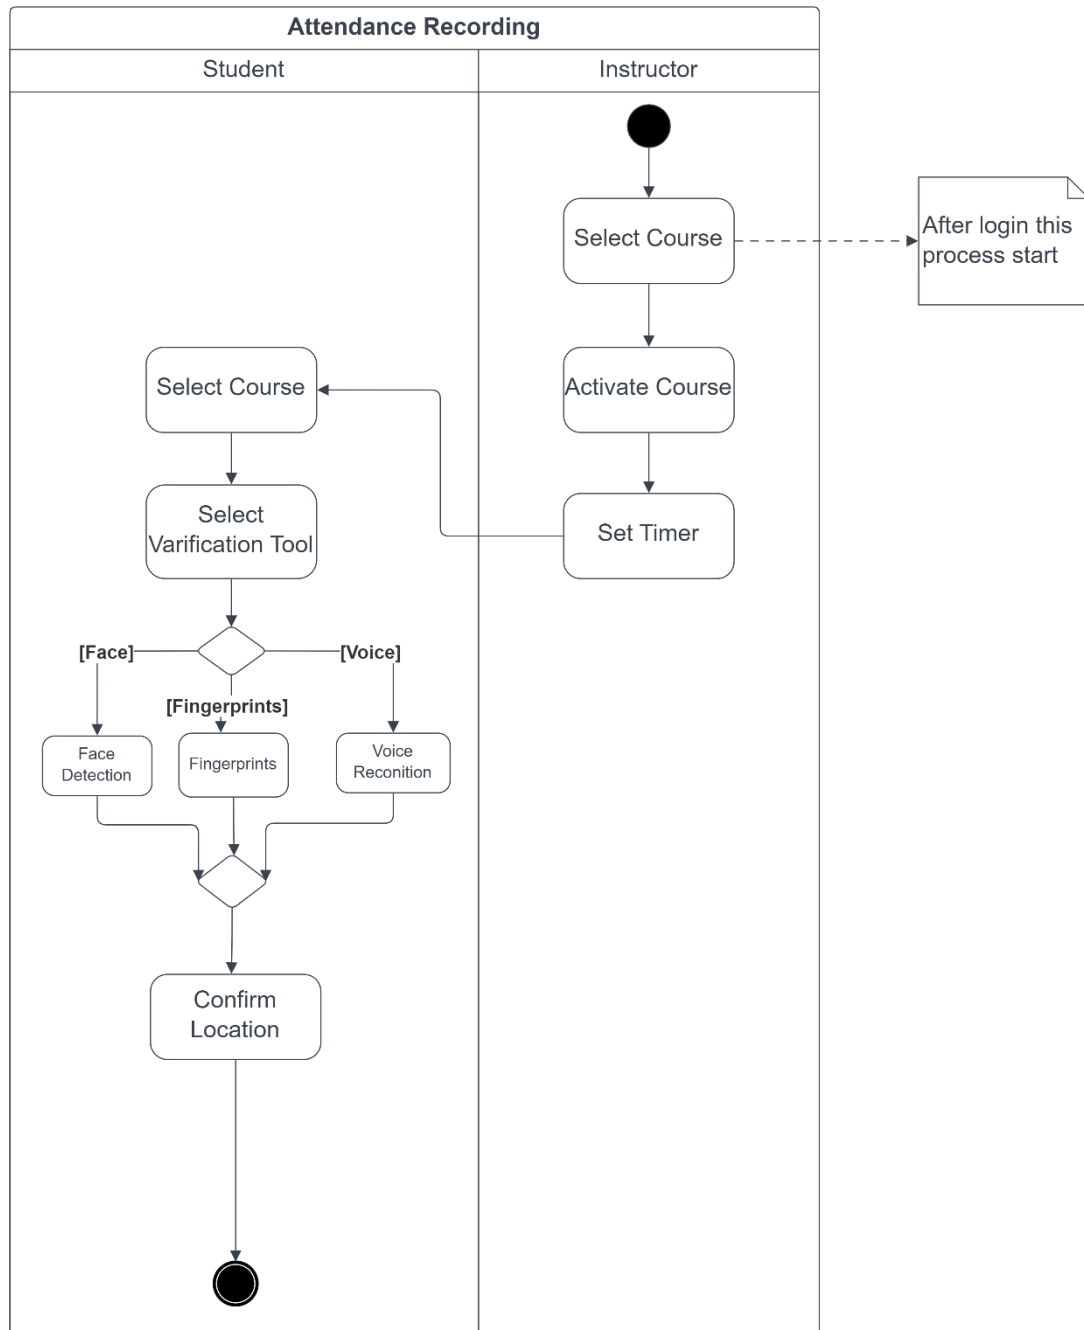 Attendance Recording
Student
Instructor
Select Course
After login this
process start
Select Course
Activate Course
Select
Varification Tool
Set Timer
[Face]
[Voice]
[Fingerprints]
Face
Detection
Fingerprints
Voice
Reconition
Confirm
Location